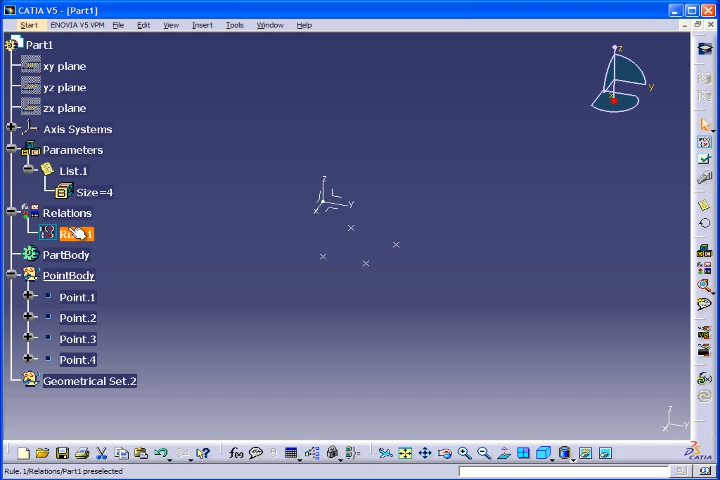 CATIA V5 - [Part1]
Start ENOVIA V5 VPM File Edit View Insert Tools Window Help
Part1
xy plane
yz plane
zx plane
Axis Systems
Parameters
List.1
Size=4
Relations
PartBody
PointBody
Point.1
Point.2
Point.3
Point.4
Geometrical Set.2
z
y
z
x
y
z
y
f(x)
CATIA
Rule.1/Relations/Part1 preselected